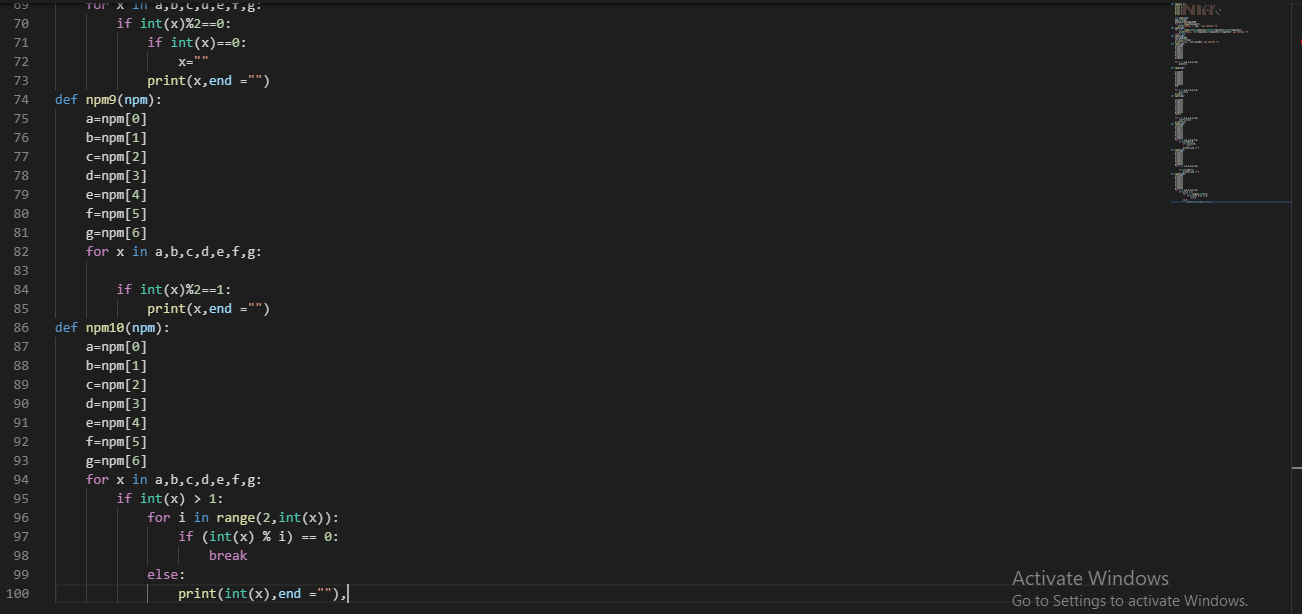 69 for x in a,b,c,d,e,f,g:
70 if int(x)%2==0:
71 if int(x)==0:
72 x=""
73 print(x,end ="")
74 def npm9(npm):
75 a=npm[0]
76 b=npm[1]
77 c=npm[2]
78 d=npm[3]
79 e=npm[4]
80 f=npm[5]
81 g=npm[6]
82 for x in a,b,c,d,e,f,g:
83
84 if int(x)%2==1:
85 print(x,end ="")
86 def npm10(npm):
87 a=npm[0]
88 b=npm[1]
89 c=npm[2]
90 d=npm[3]
91 e=npm[4]
92 f=npm[5]
93 g=npm[6]
94 for x in a,b,c,d,e,f,g:
95 if int(x) > 1:
96 for i in range(2,int(x)):
97 if (int(x) % i) == 0:
98 break
99 else:
100 print(int(x),end =""),
Activate Windows
Go to Settings to activate Windows.